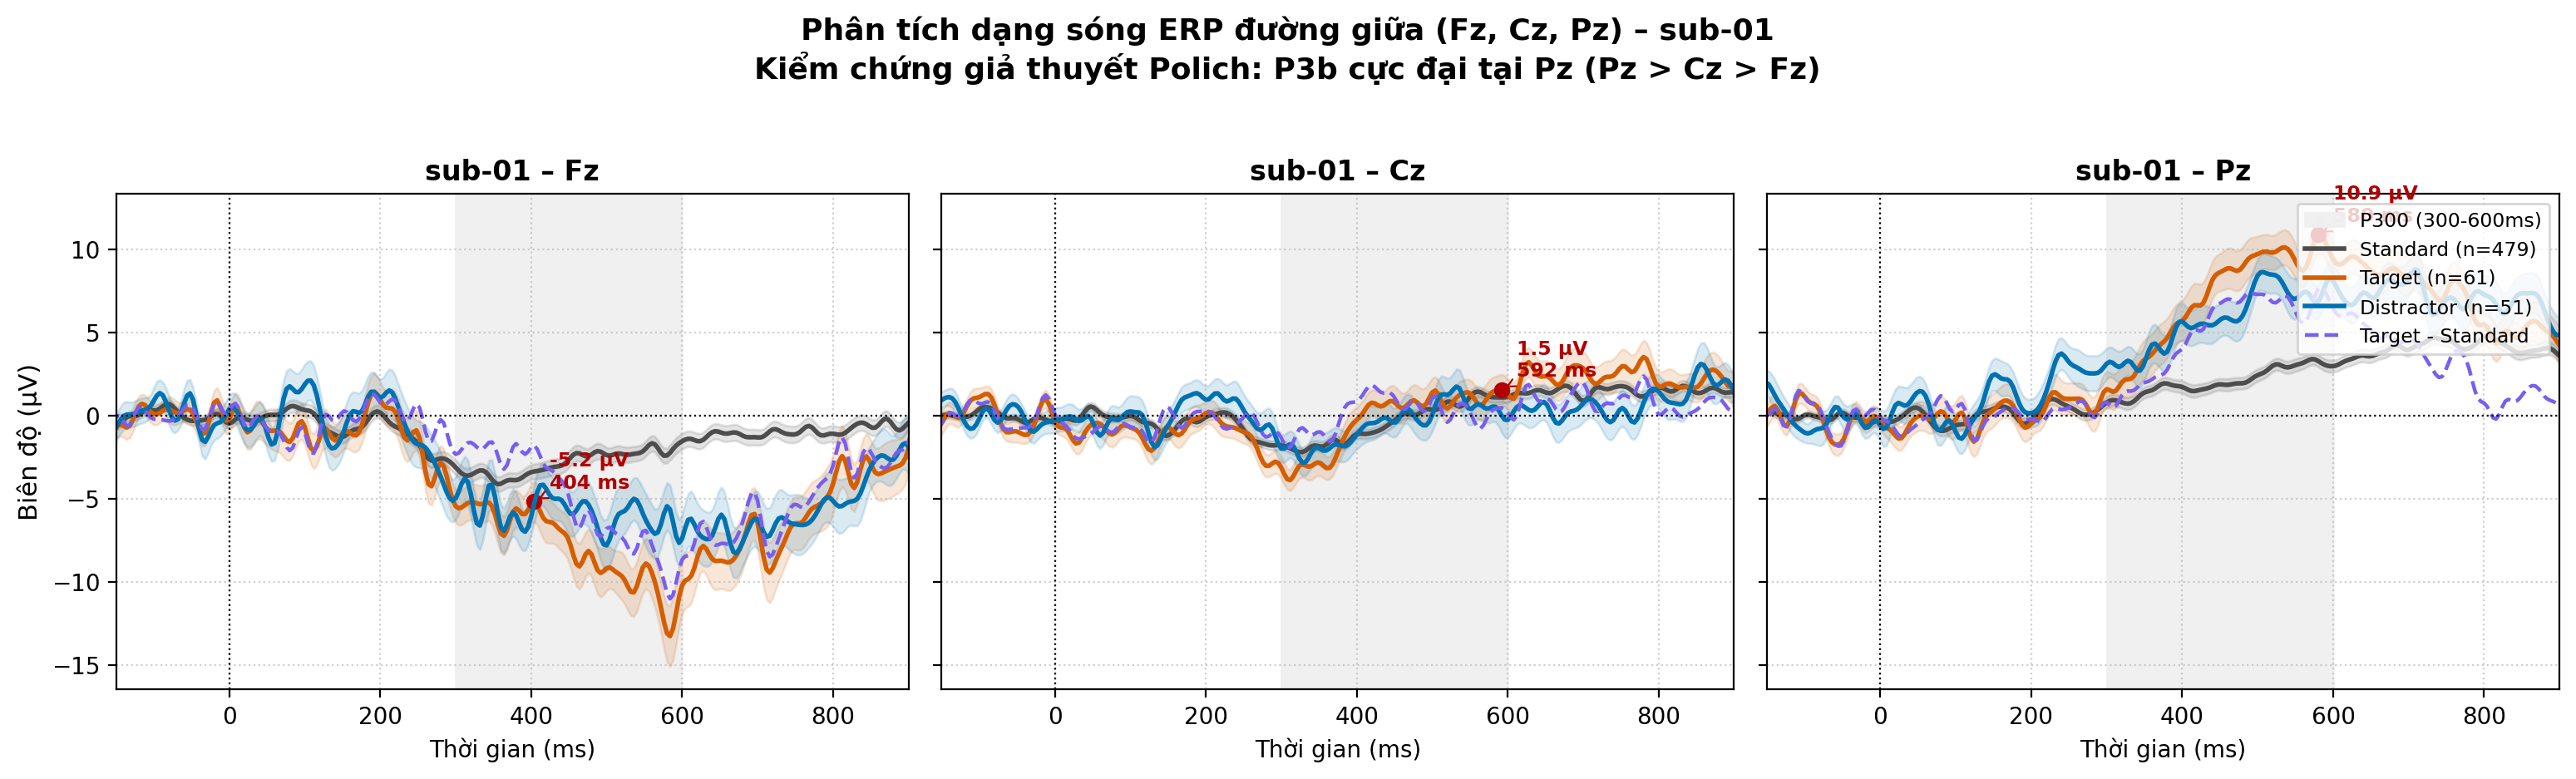 Phân tích dạng sóng ERP đường giữa (Fz, Cz, Pz) – sub-01
Kiểm chứng giả thuyết Polich: P3b cực đại tại Pz (Pz > Cz > Fz)
sub-01 – Fz
sub-01 – Cz
sub-01 – Pz
Biên độ (µV)
10
5
0
−5
−10
−15
-5.2 µV
404 ms
0
200
400
600
800
Thời gian (ms)
1.5 µV
592 ms
0
200
400
600
800
Thời gian (ms)
10.9 µV
P300 (300-600ms)
Standard (n=479)
Target (n=61)
Distractor (n=51)
Target - Standard
0
200
400
600
800
Thời gian (ms)